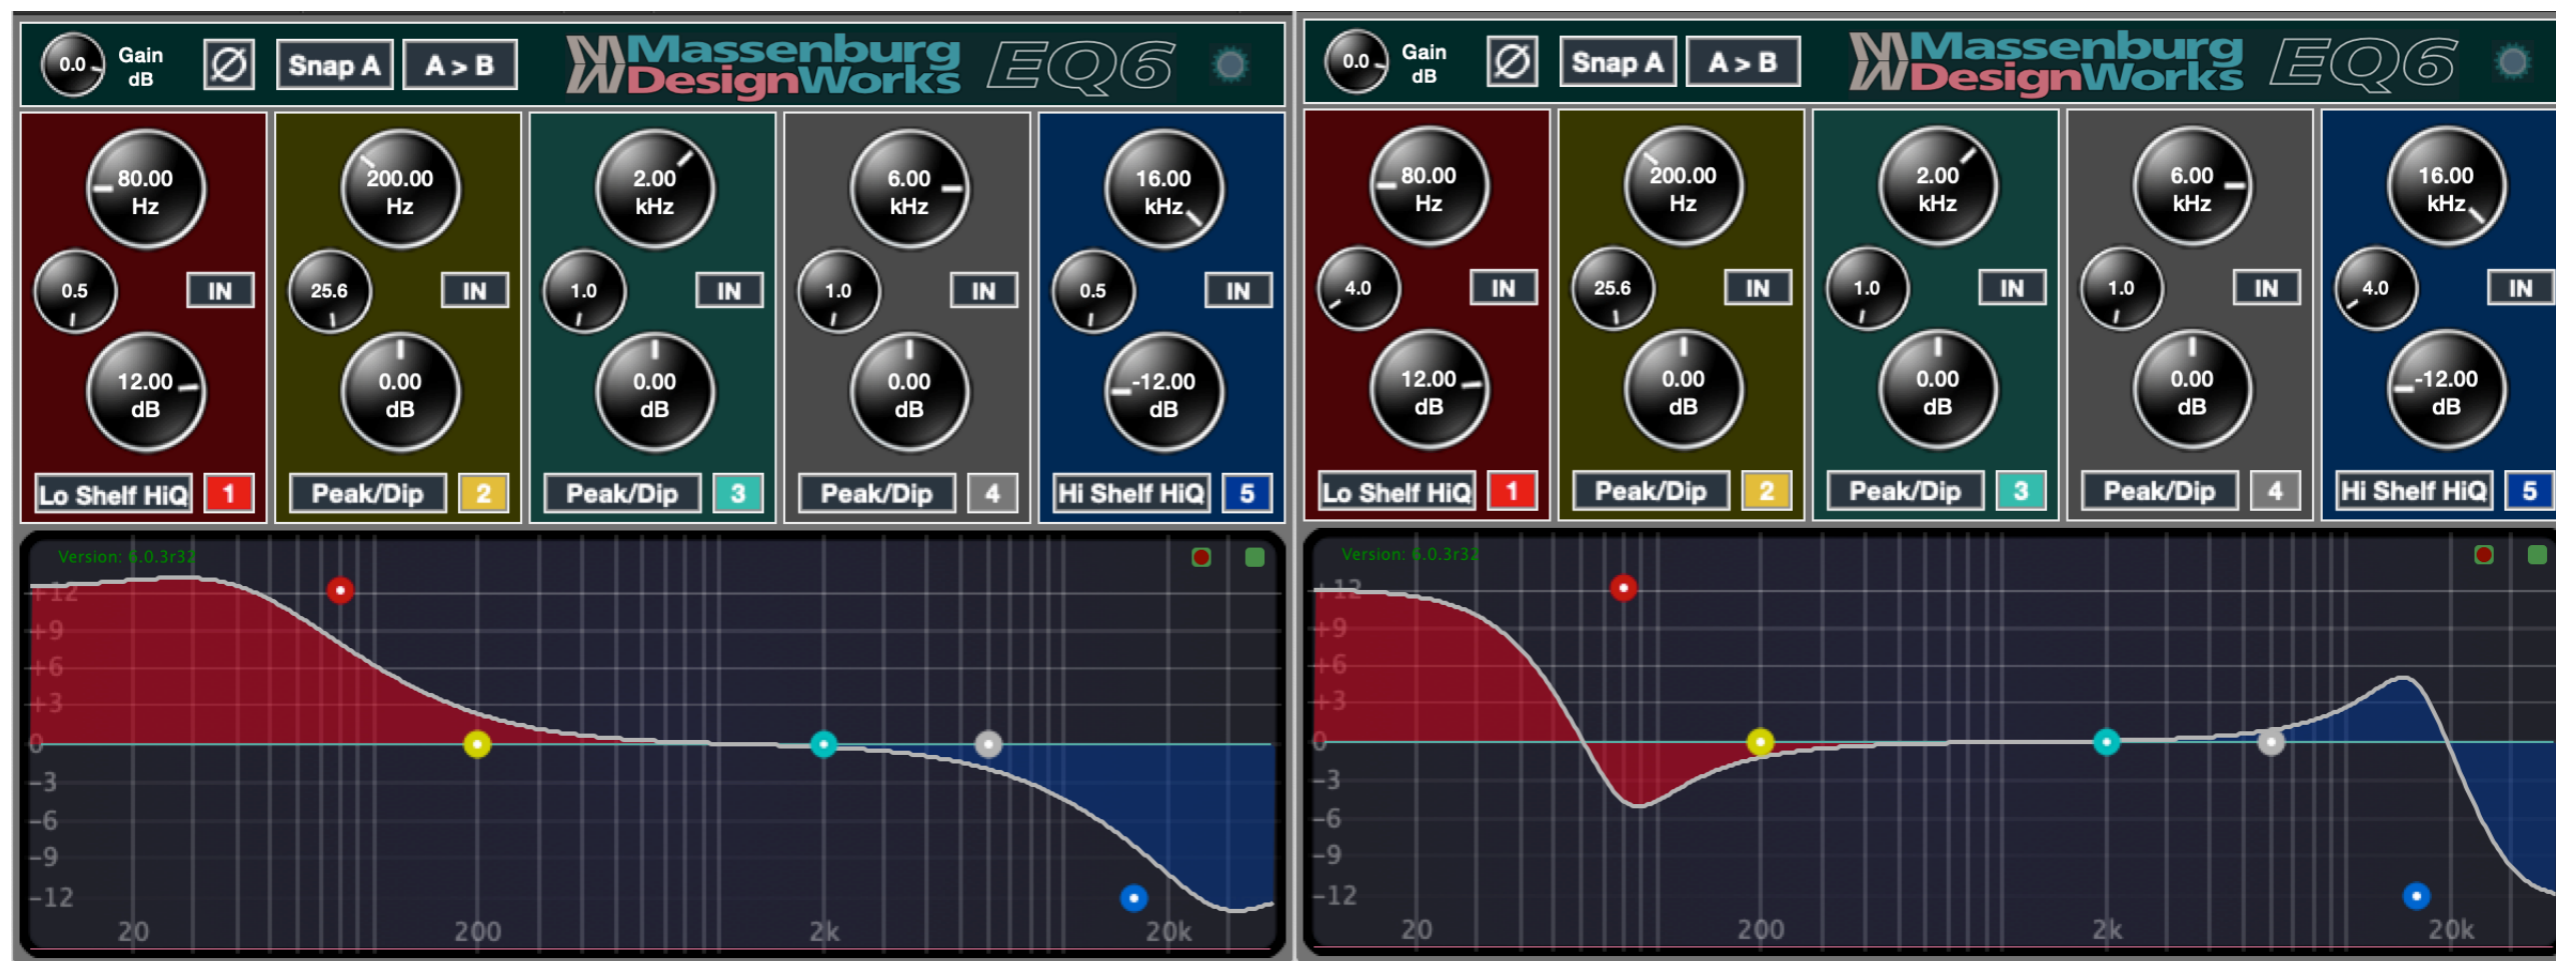 0.0 Gain dB Ø Snap A A > B Massenburg DesignWorks EQ6
80.00 Hz 200.00 Hz 2.00 kHz 6.00 kHz 16.00 kHz
0.5 IN 25.6 IN 1.0 IN 1.0 IN 0.5 IN
12.00 dB 0.00 dB 0.00 dB 0.00 dB -12.00 dB
Lo Shelf HiQ 1 Peak/Dip 2 Peak/Dip 3 Peak/Dip 4 Hi Shelf HiQ 5
Version: 6.0.3r32
+12
+9
+6
+3
0
-3
-6
-9
-12
20 200 2k 20k
0.0 Gain dB Ø Snap A A > B Massenburg DesignWorks EQ6
80.00 Hz 200.00 Hz 2.00 kHz 6.00 kHz 16.00 kHz
4.0 IN 25.6 IN 1.0 IN 1.0 IN 4.0 IN
12.00 dB 0.00 dB 0.00 dB 0.00 dB -12.00 dB
Lo Shelf HiQ 1 Peak/Dip 2 Peak/Dip 3 Peak/Dip 4 Hi Shelf HiQ 5
Version: 6.0.3r32
+12
+9
+6
+3
0
-3
-6
-9
-12
20 200 2k 20k